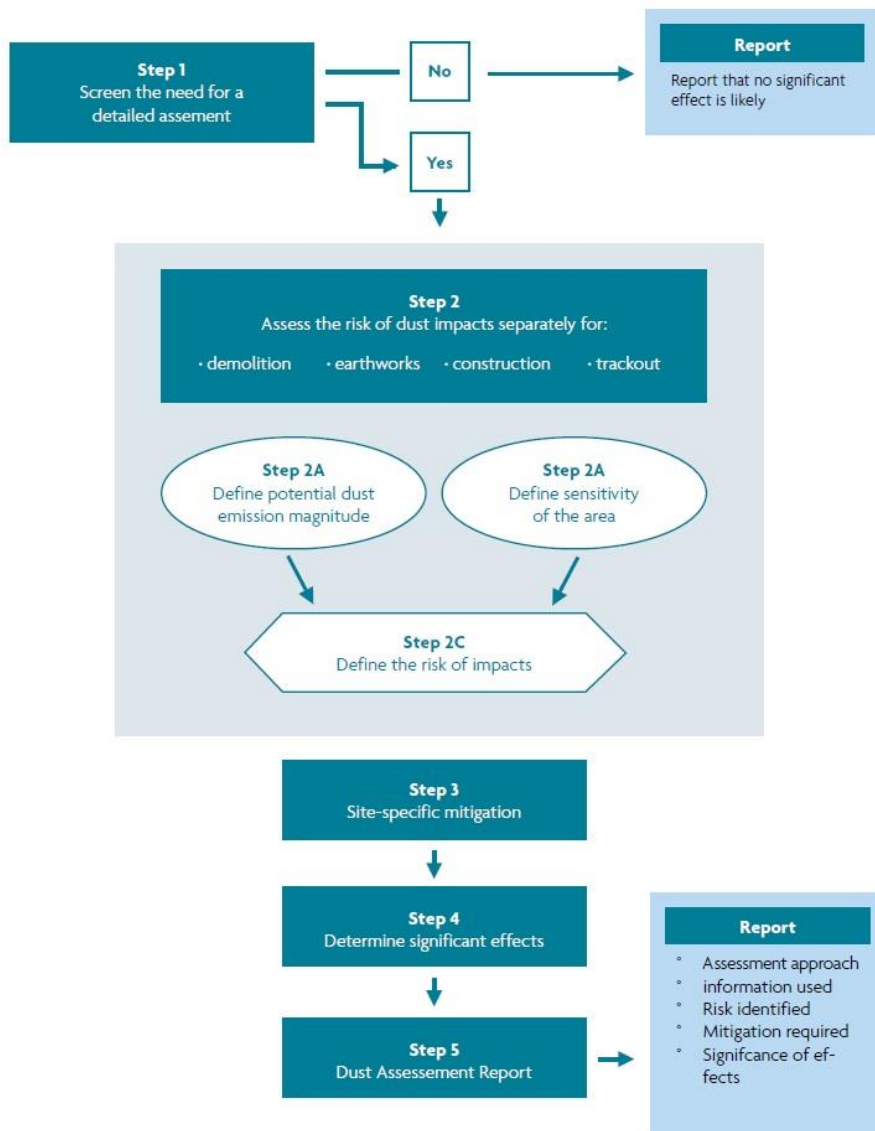 Step 1
Screen the need for a
detailed assement
No
Report
Report that no significant
effect is likely
Yes
Step 2
Assess the risk of dust impacts separately for:
· demolition · earthworks · construction · trackout
Step 2A
Define potential dust
emission magnitude
Step 2A
Define sensitivity
of the area
Step 2C
Define the risk of impacts
Step 3
Site-specific mitigation
Step 4
Determine significant effects
Step 5
Dust Assessement Report
Report
° Assessment approach
° information used
° Risk identified
° Mitigation required
° Signifcance of ef-
fects